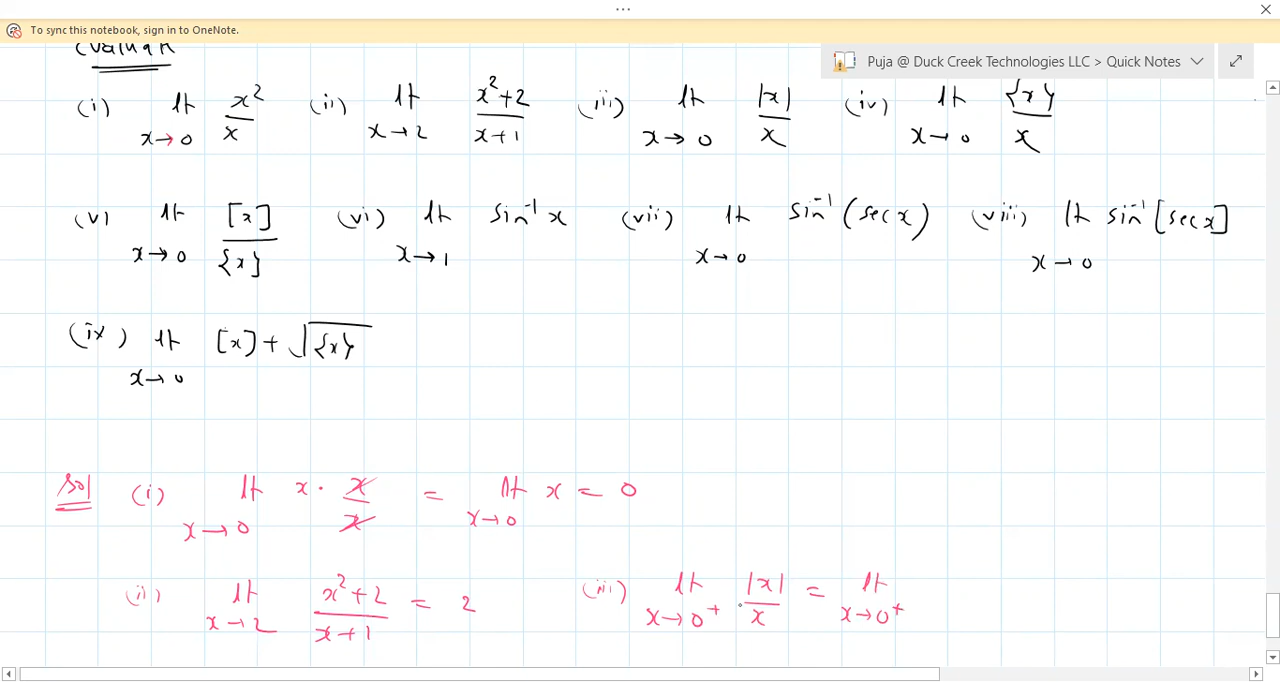 ...
To sync this notebook, sign in to OneNote.
Evaluate
Puja @ Duck Creek Technologies LLC > Quick Notes
(i) lt x→0 x²/x (ii) lt x→2 x²+2/x+1 (iii) lt x→0 |x|/x (iv) lt x→0 {x}/x
(v) lt x→0 [x]/{x} (vi) lt x→1 sin⁻¹ x (vii) lt x→0 sin⁻¹ (sec x) (viii) lt x→0 sin⁻¹ [sec x]
(ix) lt x→0 [x] + √{x}
Sol (i) lt x→0 x · x/x = lt x→0 x = 0
(ii) lt x→2 x²+2/x+1 = 2 (iii) lt x→0⁺ |x|/x = lt x→0⁺